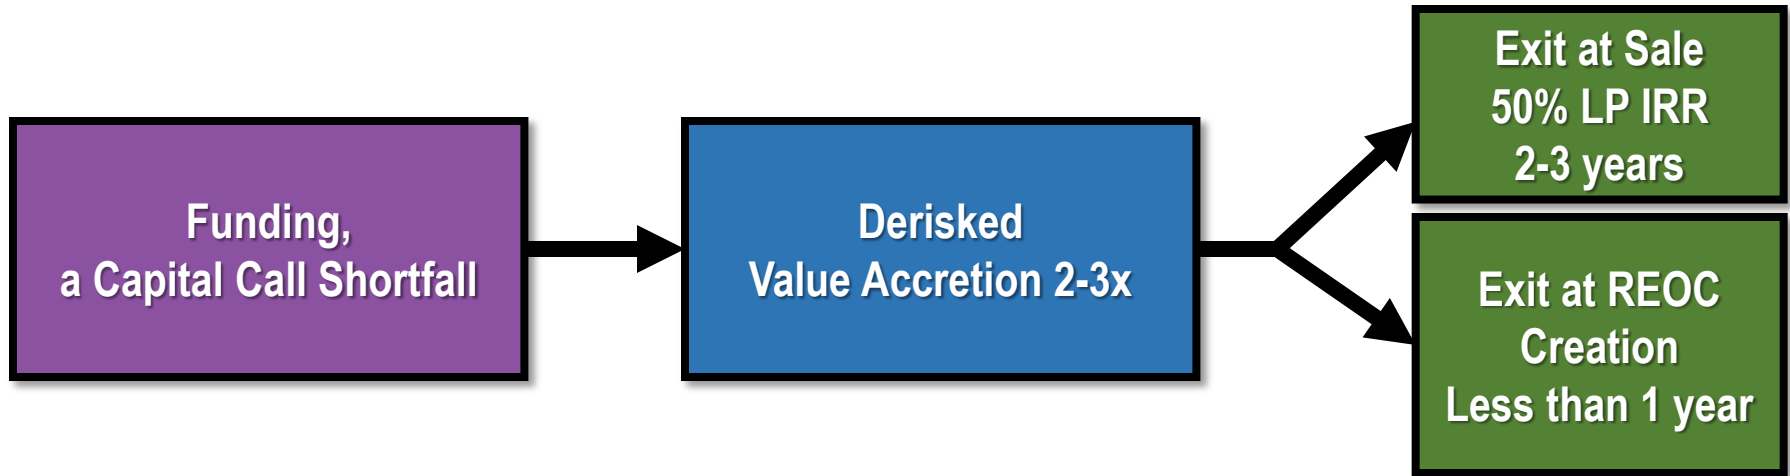 Funding,
a Capital Call Shortfall
Derisked
Value Accretion 2-3x
Exit at Sale
50% LP IRR
2-3 years
Exit at REOC
Creation
Less than 1 year